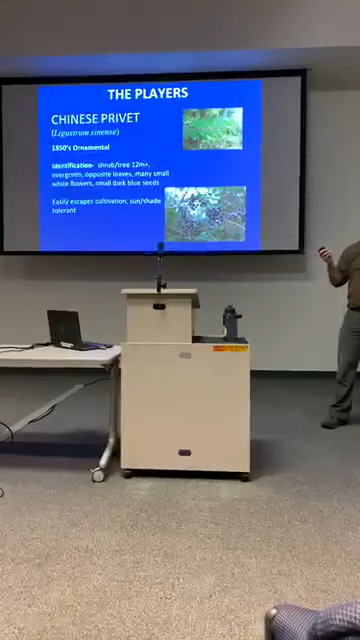 THE PLAYERS
CHINESE PRIVET
(Ligustrum sinense)
1850's Ornamental
Identification- shrub/tree 12m+,
evergreen, opposite leaves, many small
white flowers, small dark blue seeds
Easily escapes cultivation, sun/shade
tolerant